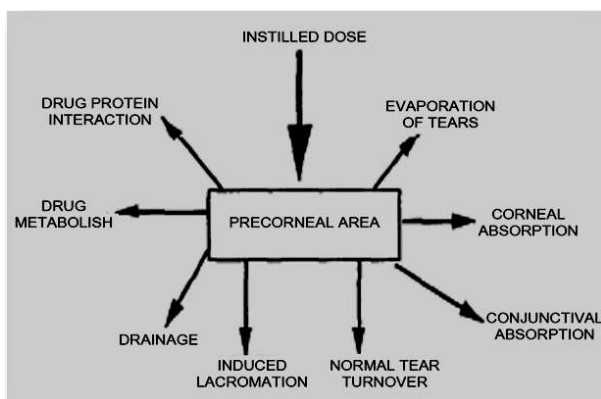 INSTILLED DOSE
DRUG PROTEIN
INTERACTION
EVAPORATION
OF TEARS
DRUG
METABOLISH
PRECORNEAL AREA
CORNEAL
ABSORPTION
DRAINAGE
INDUCED
LACROMATION
NORMAL TEAR
TURNOVER
CONJUNCTIVAL
ABSORPTION